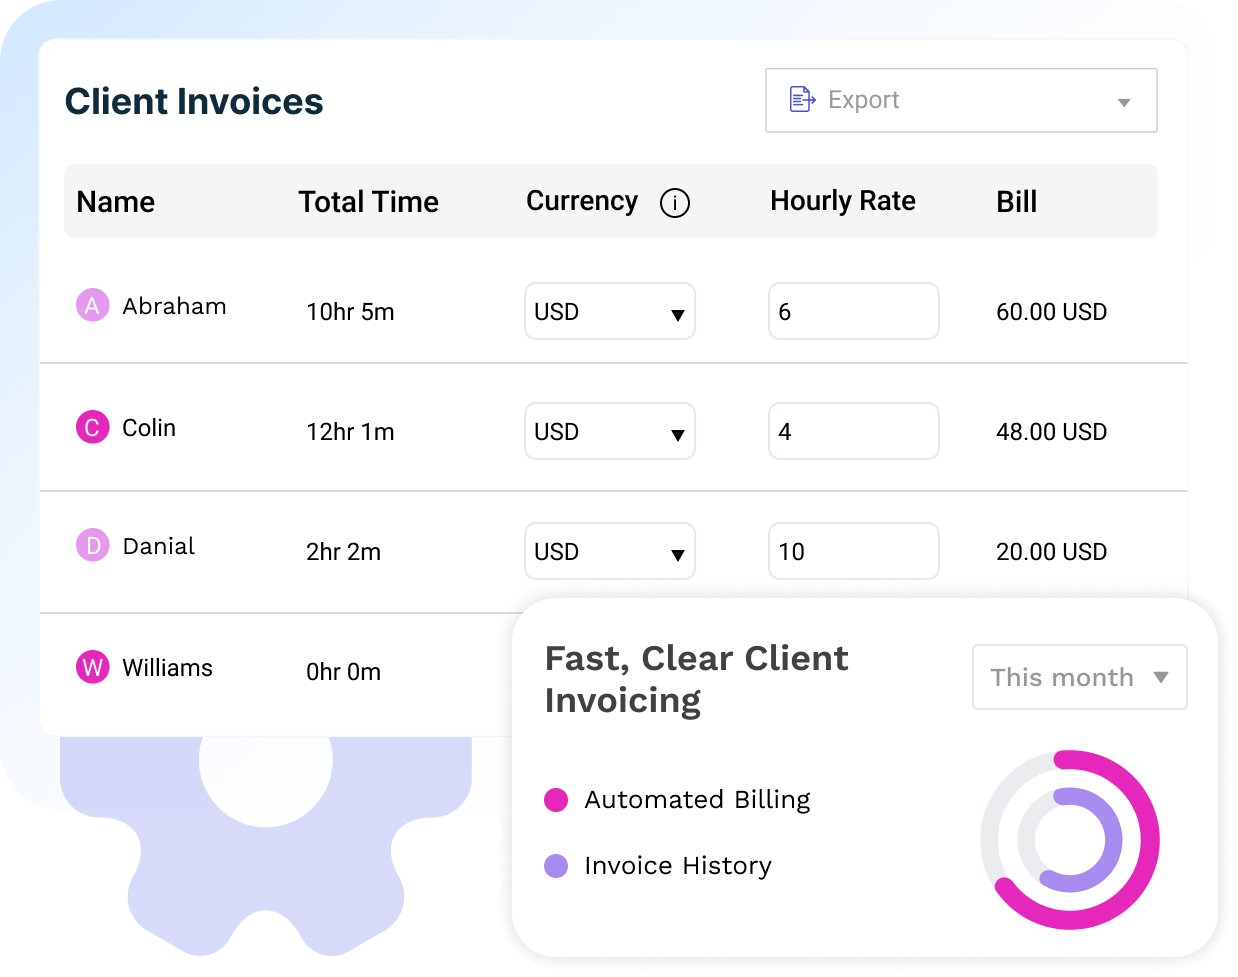 Client Invoices
Export
Name Total Time Currency i Hourly Rate Bill
A Abraham 10hr 5m USD 6 60.00 USD
C Colin 12hr 1m USD 4 48.00 USD
D Danial 2hr 2m USD 10 20.00 USD
W Williams 0hr 0m
Fast, Clear Client
Invoicing
This month
Automated Billing
Invoice History